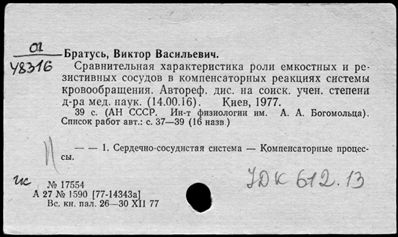 01
48316
Братусь, Виктор Васильевич.
Сравнительная характеристика роли емкостных и ре-
зистивных сосудов в компенсаторных реакциях системы
кровообращения. Автореф. дис. на соиск. учен. степени
д-ра мед. наук. (14.00.16). Киев, 1977.
39 с. (АН СССР. Ин-т физиологии им. А. А. Богомольца).
Список работ авт.: с. 37—39 (16 назв.)
— — 1. Сердечно-сосудистая система — Компенсаторные процес-
сы.
№ 17554
А 27 № 1590 [77-14343а]
Вс. кн. пал. 26—30 XII 77
УДК 612.13